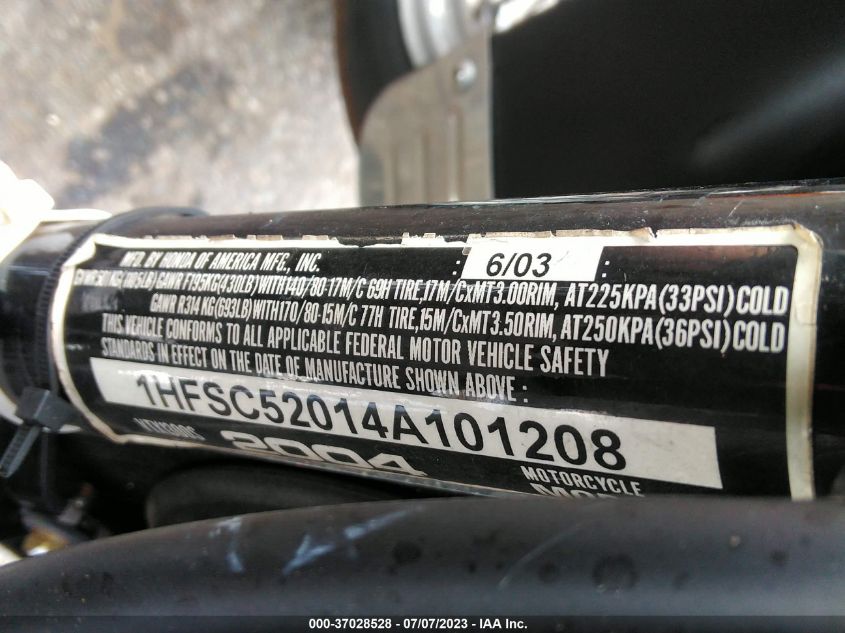 MFD. BY HONDA OF AMERICA MFG., INC. : 6/03 :
(1105LB) GAWR F195KG(430LB)WITH140/80-17M/C 69H TIRE,17M/CxMT3.00RIM, AT225KPA(33PSI)COLD
GAWR R314 KG(693LB)WITH170/80-15M/C 77H TIRE,15M/CxMT3.50RIM, AT250KPA(36PSI)COLD
THIS VEHICLE CONFORMS TO ALL APPLICABLE FEDERAL MOTOR VEHICLE SAFETY
STANDARDS IN EFFECT ON THE DATE OF MANUFACTURE SHOWN ABOVE :
1HFSC52014A101208
2004 MOTORCYCLE
000-37028528 - 07/07/2023 - IAA Inc.